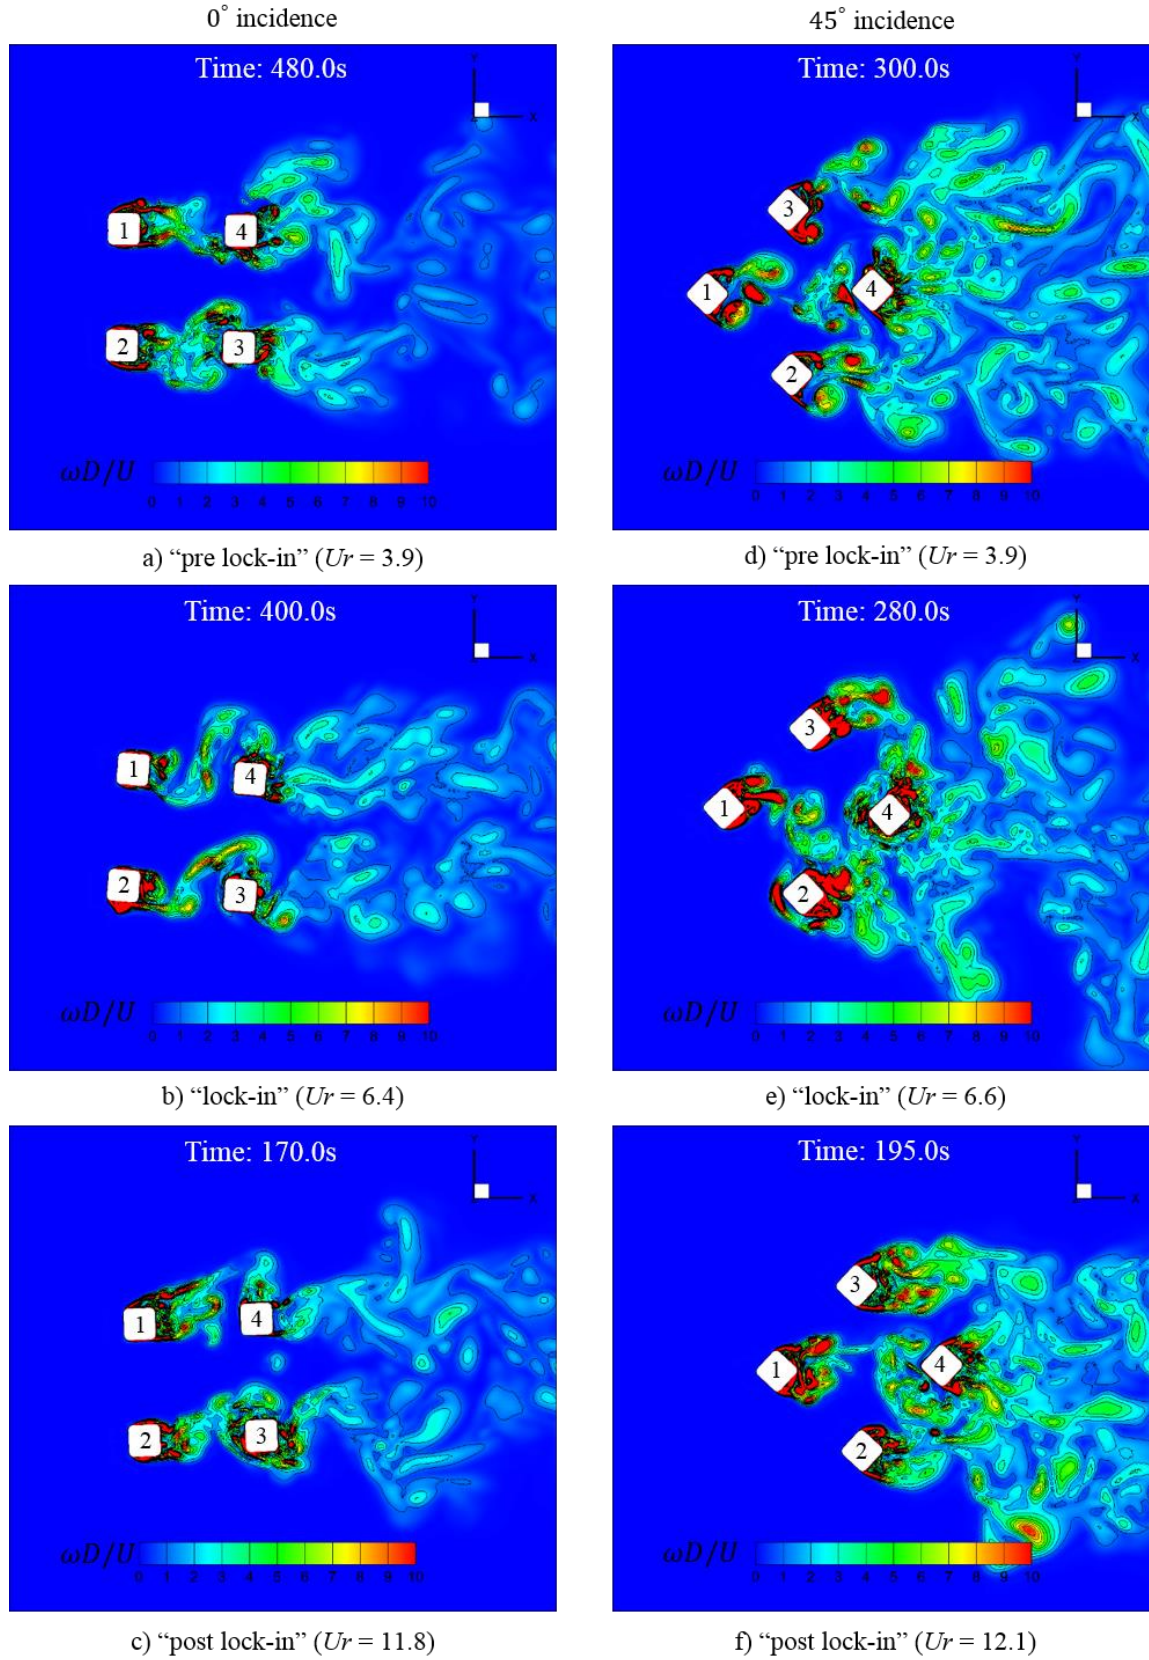 0° incidence
45° incidence
Time: 480.0s
Y
X
1
4
2
3
ωD/U
0 1 2 3 4 5 6 7 8 9 10
a) “pre lock-in” (Ur = 3.9)
Time: 300.0s
Y
X
3
1
4
2
ωD/U
0 1 2 3 4 5 6 7 8 9 10
d) “pre lock-in” (Ur = 3.9)
Time: 400.0s
Y
X
1
4
2
3
ωD/U
0 1 2 3 4 5 6 7 8 9 10
b) “lock-in” (Ur = 6.4)
Time: 280.0s
Y
X
3
1
4
2
ωD/U
0 1 2 3 4 5 6 7 8 9 10
e) “lock-in” (Ur = 6.6)
Time: 170.0s
Y
X
1
4
2
3
ωD/U
0 1 2 3 4 5 6 7 8 9 10
c) “post lock-in” (Ur = 11.8)
Time: 195.0s
Y
X
3
1
4
2
ωD/U
0 1 2 3 4 5 6 7 8 9 10
f) “post lock-in” (Ur = 12.1)